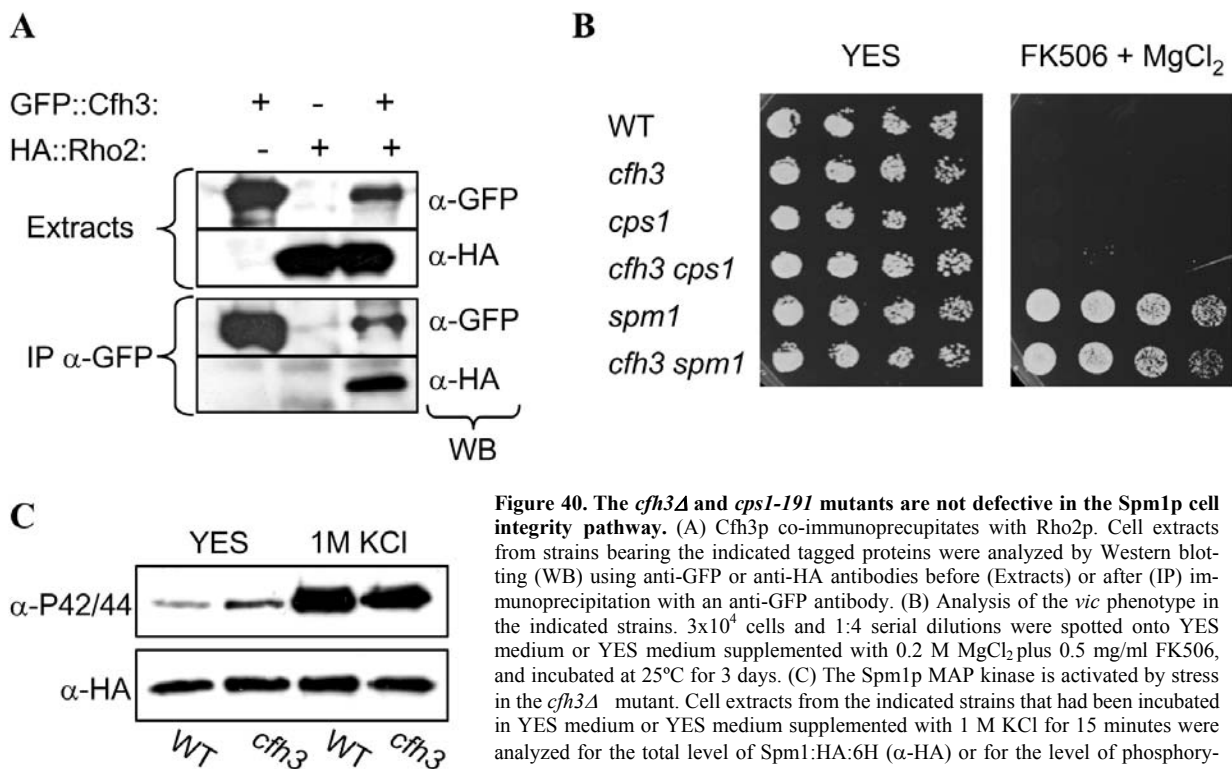 A
GFP::Cfh3: + - +
HA::Rho2: - + +
Extracts
α-GFP
α-HA
IP α-GFP
α-GFP
α-HA
WB
B
YES FK506 + MgCl2
WT
cfh3
cps1
cfh3 cps1
spm1
cfh3 spm1
C
YES 1M KCl
α-P42/44
α-HA
WT cfh3 WT cfh3
Figure 40. The cfh3Δ and cps1-191 mutants are not defective in the Spm1p cell
integrity pathway. (A) Cfh3p co-immunoprecupitates with Rho2p. Cell extracts
from strains bearing the indicated tagged proteins were analyzed by Western blot-
ting (WB) using anti-GFP or anti-HA antibodies before (Extracts) or after (IP) im-
munoprecipitation with an anti-GFP antibody. (B) Analysis of the vic phenotype in
the indicated strains. 3x10⁴ cells and 1:4 serial dilutions were spotted onto YES
medium or YES medium supplemented with 0.2 M MgCl2 plus 0.5 mg/ml FK506,
and incubated at 25ºC for 3 days. (C) The Spm1p MAP kinase is activated by stress
in the cfh3Δ mutant. Cell extracts from the indicated strains that had been incubated
in YES medium or YES medium supplemented with 1 M KCl for 15 minutes were
analyzed for the total level of Spm1:HA:6H (α-HA) or for the level of phosphory-